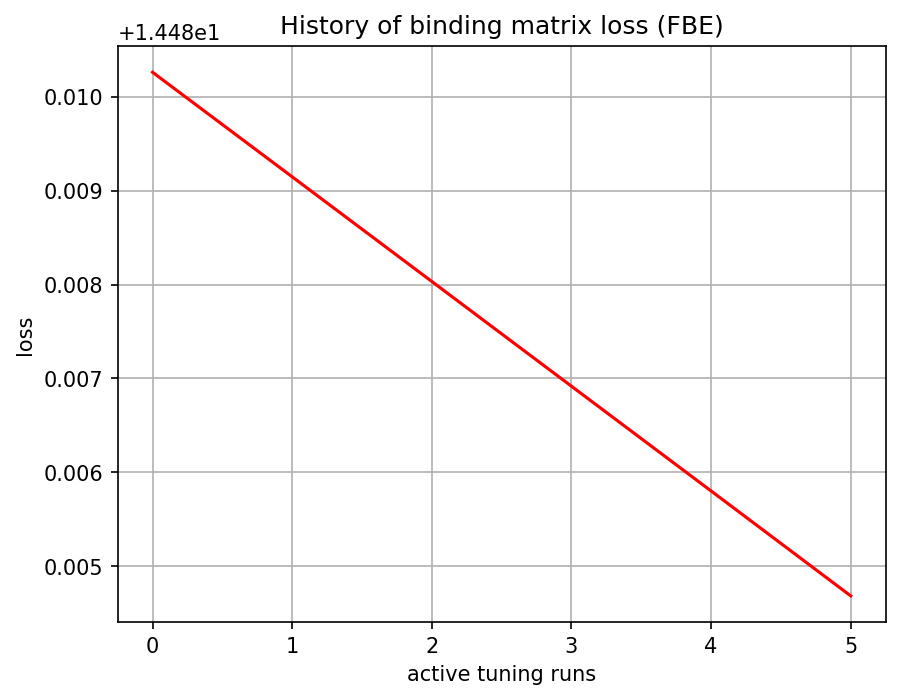 +1.448e1
History of binding matrix loss (FBE)
0.010
0.009
0.008
0.007
0.006
0.005
loss
0 1 2 3 4 5
active tuning runs